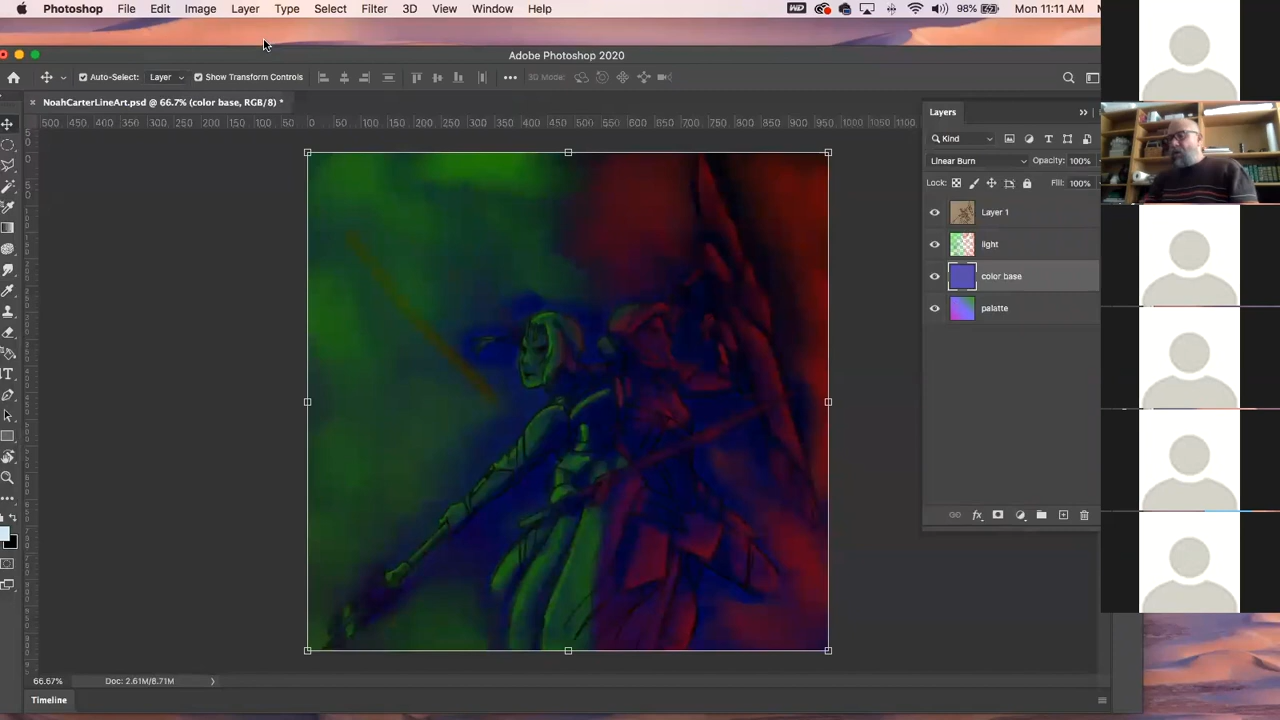 Photoshop File Edit Image Layer Type Select Filter 3D View Window Help 98% Mon 11:11 AM
Adobe Photoshop 2020
Auto-Select: Layer Show Transform Controls 3D Mode:
NoahCarterLineArt.psd @ 66.7% (color base, RGB/8) *
500 450 400 350 300 250 200 150 100 50 0 50 100 150 200 250 300 350 400 450 500 550 600 650 700 750 800 850 900 950 1000 1050 1100
Layers
Kind
Linear Burn Opacity: 100%
Lock: Fill: 100%
Layer 1
light
color base
palatte
fx
66.67% Doc: 2.61M/8.71M
Timeline